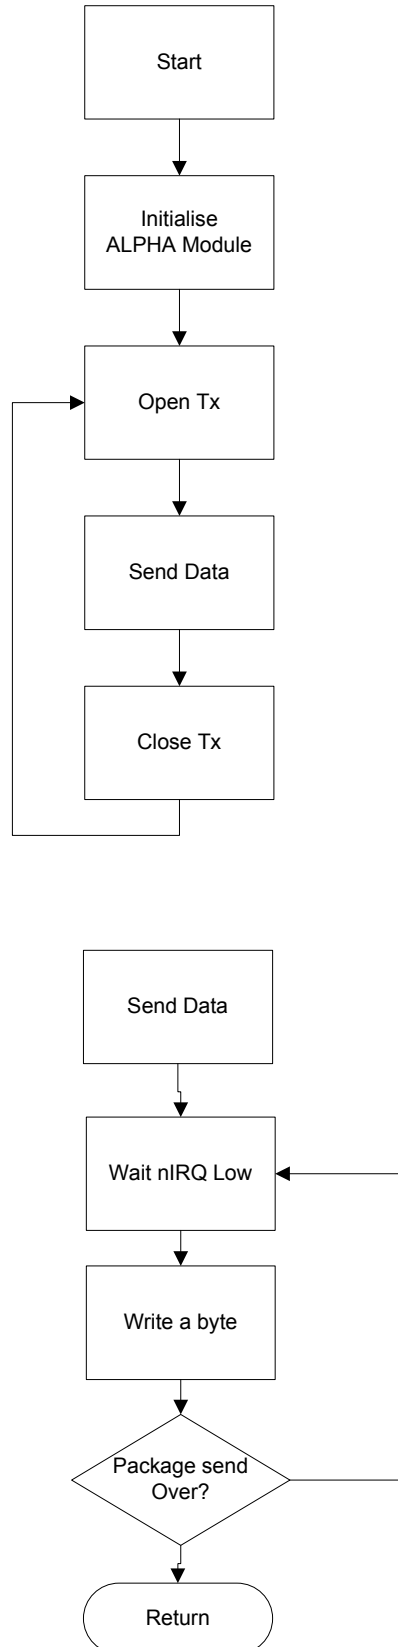 Start
Initialise
ALPHA Module
Open Tx
Send Data
Close Tx
Send Data
Wait nIRQ Low
Write a byte
Package send
Over?
Return